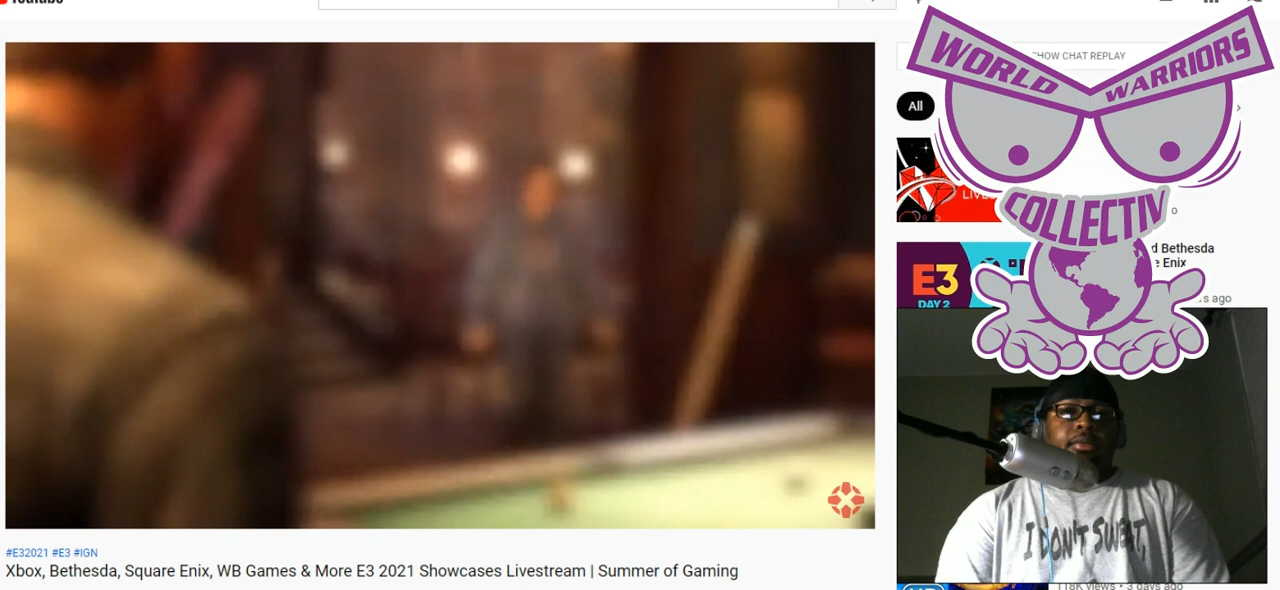 WORLD WARRIORS
SHOW CHAT REPLAY
All
LIVE
COLLECTIV
d Bethesda
e Enix
E3
DAY 2
s ago
I DON'T SWEAT,
#E32021 #E3 #IGN
Xbox, Bethesda, Square Enix, WB Games & More E3 2021 Showcases Livestream | Summer of Gaming
118K views • 3 days ago